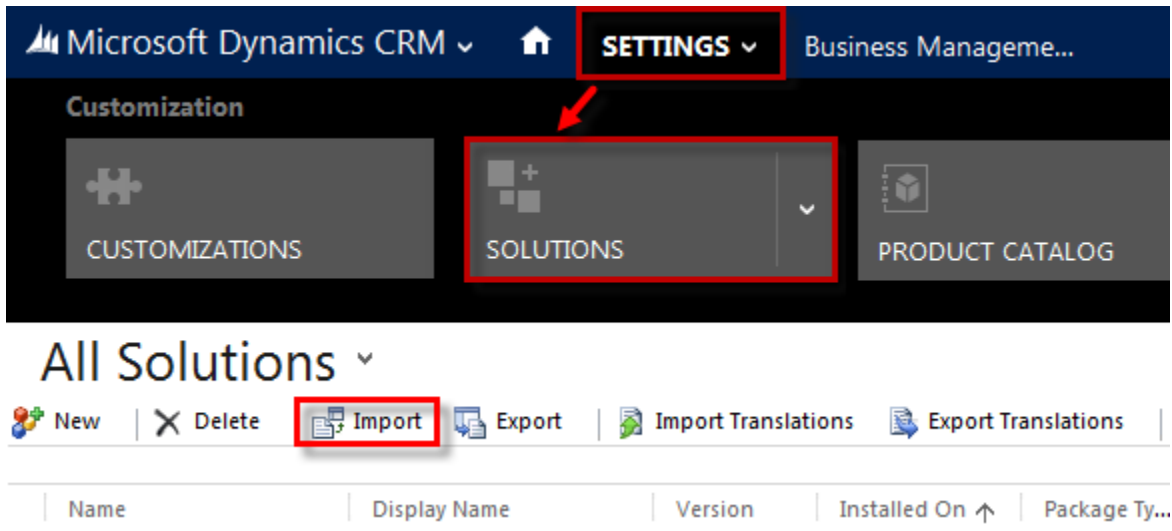 Microsoft Dynamics CRM SETTINGS Business Manageme...
Customization
CUSTOMIZATIONS SOLUTIONS PRODUCT CATALOG
All Solutions
New Delete Import Export Import Translations Export Translations
Name Display Name Version Installed On Package Ty...